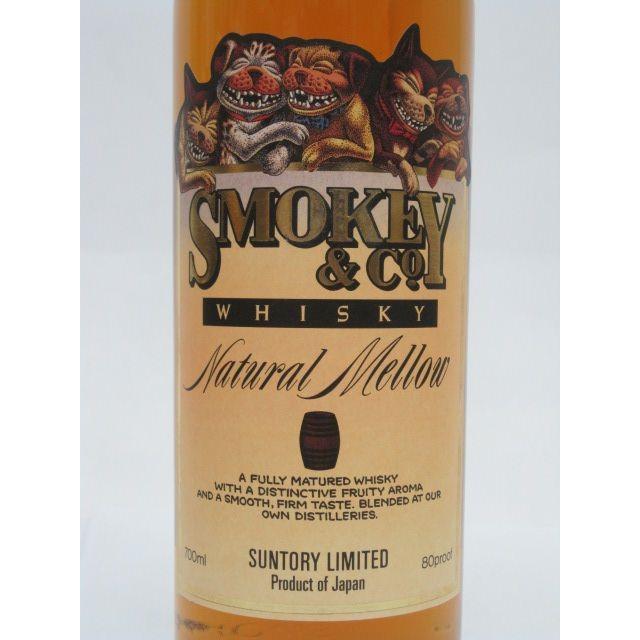 SMOKEY
& Co.
WHISKY
Natural Mellow
A FULLY MATURED WHISKY
WITH A DISTINCTIVE FRUITY AROMA
AND A SMOOTH, FIRM TASTE. BLENDED AT OUR
OWN DISTILLERIES.
700ml SUNTORY LIMITED 80proof
Product of Japan